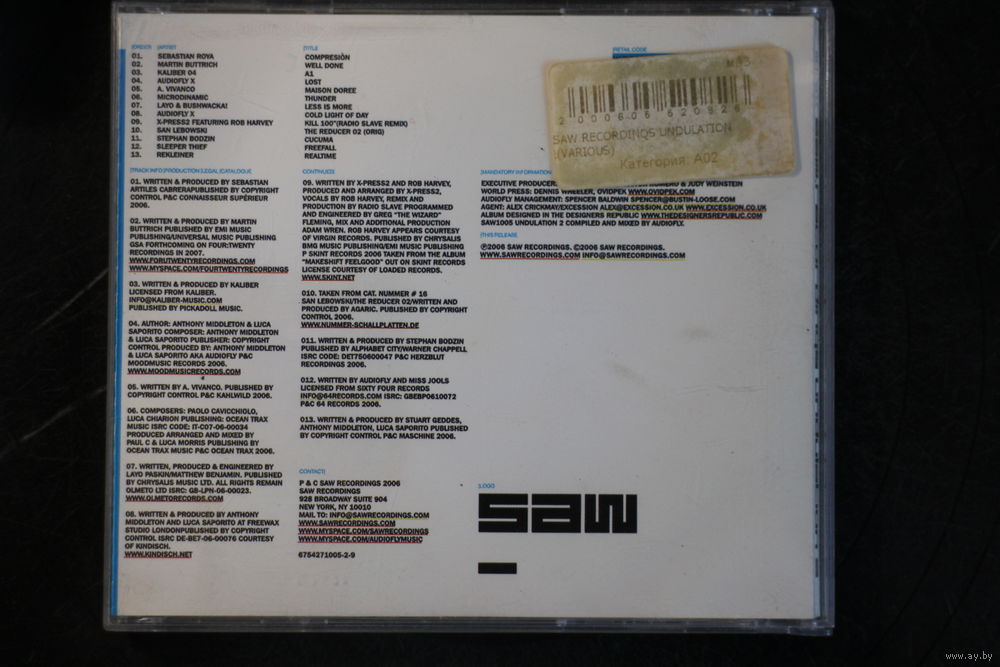 |ORDER| |ARTIST
01. SEBASTIAN ROYA
02. MARTIN BUTTRICH
03. KALIBER 04
04. AUDIOFLY X
05. A. VIVANCO
06. MICRODINAMIC
07. LAYO & BUSHWACKA!
08. AUDIOFLY X
09. X-PRESS2 FEATURING ROB HARVEY
10. SAN LEBOWSKI
11. STEPHAN BODZIN
12. SLEEPER THIEF
13. REKLEINER
|TITLE
COMPRESIÒN
WELL DONE
A1
LOST
MAISON DOREE
THUNDER
LESS IS MORE
COLD LIGHT OF DAY
KILL 100"(RADIO SLAVE REMIX)
THE REDUCER 02 (ORIG)
CUCUMA
FREEFALL
REALTIME
|RETAIL CODE
2 000606 620926
SAW RECORDINGS UNDULATION
(VARIOUS)
Категория: A02
|TRACK INFO|PRODUCTION|LEGAL|CATALOGUE
01. WRITTEN & PRODUCED BY SEBASTIAN
ARTILES CABRERAPUBLISHED BY COPYRIGHT
CONTROL P&C CONNAISSEUR SUPÉRIEUR
2006.
02. WRITTEN & PRODUCED BY MARTIN
BUTTRICH PUBLISHED BY EMI MUSIC
PUBLISHING/UNIVERSAL MUSIC PUBLISHING
GSA FORTHCOMING ON FOUR:TWENTY
RECORDINGS IN 2007.
WWW.FORUTWENTYRECORDINGS.COM
WWW.MYSPACE.COM/FOURTWENTYRECORDINGS
03. WRITTEN & PRODUCED BY KALIBER
LICENSED FROM KALIBER.
INFO@KALIBER-MUSIC.COM
PUBLISHED BY PICKADOLL MUSIC.
04. AUTHOR: ANTHONY MIDDLETON & LUCA
SAPORITO COMPOSER: ANTHONY MIDDLETON
& LUCA SAPORITO PUBLISHER: COPYRIGHT
CONTROL PRODUCED BY: ANTHONY MIDDLETON
& LUCA SAPORITO AKA AUDIOFLY P&C
MOODMUSIC RECORDS 2006.
WWW.MOODMUSICRECORDS.COM
05. WRITTEN BY A. VIVANCO. PUBLISHED BY
COPYRIGHT CONTROL P&C KAHLWILD 2006.
06. COMPOSERS: PAOLO CAVICCHIOLO,
LUCA CHIARION PUBLISHING: OCEAN TRAX
MUSIC ISRC CODE: IT-C07-06-00034
PRODUCED ARRANGED AND MIXED BY
PAUL C & LUCA MORRIS PUBLISHING BY
OCEAN TRAX MUSIC P&C OCEAN TRAX 2006.
07. WRITTEN, PRODUCED & ENGINEERED BY
LAYO PASKIN/MATTHEW BENJAMIN. PUBLISHED
BY CHRYSALIS MUSIC LTD. ALL RIGHTS REMAIN
OLMETO LTD ISRC: GB-LPN-06-00023.
WWW.OLMETORECORDS.COM
08. WRITTEN & PRODUCED BY ANTHONY
MIDDLETON AND LUCA SAPORITO AT FREEWAX
STUDIO LONDONPUBLISHED BY COPYRIGHT
CONTROL ISRC DE-BE7-06-00076 COURTESY
OF KINDISCH.
WWW.KINDISCH.NET
CONTINUED|
09. WRITTEN BY X-PRESS2 AND ROB HARVEY,
PRODUCED AND ARRANGED BY X-PRESS2,
VOCALS BY ROB HARVEY, REMIX AND
PRODUCTION BY RADIO SLAVE PROGRAMMED
AND ENGINEERED BY GREG "THE WIZARD"
FLEMING, MIX AND ADDITIONAL PRODUCTION
ADAM WREN. ROB HARVEY APPEARS COURTESY
OF VIRGIN RECORDS. PUBLISHED BY CHRYSALIS
BMG MUSIC PUBLISHING/EMI MUSIC PUBLISHING
P SKINT RECORDS 2006 TAKEN FROM THE ALBUM
"MAKESHIFT FEELGOOD" OUT ON SKINT RECORDS
LICENSE COURTESY OF LOADED RECORDS.
WWW.SKINT.NET
010. TAKEN FROM CAT. NUMMER # 16
SAN LEBOWSKI/THE REDUCER 02/WRITTEN AND
PRODUCED BY AGARIC. PUBLISHED BY COPYRIGHT
CONTROL 2006.
WWW.NUMMER-SCHALLPLATTEN.DE
011. WRITTEN & PRODUCED BY STEPHAN BODZIN
PUBLISHED BY ALPHABET CITY/WARNER CHAPPELL
ISRC CODE: DET750600047 P&C HERZBLUT
RECORDINGS 2006.
012. WRITTEN BY AUDIOFLY AND MISS JOOLS
LICENSED FROM SIXTY FOUR RECORDS
INFO@64RECORDS.COM ISRC: GBEBP0610072
P&C 64 RECORDS 2006.
013. WRITTEN & PRODUCED BY STUART GEDDES,
ANTHONY MIDDLETON, LUCA SAPORITO PUBLISHED
BY COPYRIGHT CONTROL P&C MASCHINE 2006.
CONTACT|
P & C SAW RECORDINGS 2006
SAW RECORDINGS
928 BROADWAY SUITE 904
NEW YORK, NY 10010
MAIL TO: INFO@SAWRECORDINGS.COM
WWW.SAWRECORDINGS.COM
WWW.MYSPACE.COM/SAWRECORDINGS
WWW.MYSPACE.COM/AUDIOFLYMUSIC
6754271005-2-9
|MANDATORY INFORMATION
EXECUTIVE PRODUCER: ROMERO & JUDY WEINSTEIN
WORLD PRESS: DENNIS WHEELER, OVIDPEK WWW.OVIDPEK.COM
AUDIOFLY MANAGEMENT: SPENCER BALDWIN SPENCER@BUSTIN-LOOSE.COM
AGENT: ALEX CRICKMAY/EXCESSION ALEX@EXCESSION.CO.UK WWW.EXCESSION.CO.UK
ALBUM DESIGNED IN THE DESIGNERS REPUBLIC WWW.THEDESIGNERSREPUBLIC.COM
SAW1005 UNDULATION 2 COMPILED AND MIXED BY AUDIOFLY.
|THIS RELEASE
℗2006 SAW RECORDINGS. ©2006 SAW RECORDINGS.
WWW.SAWRECORDINGS.COM INFO@SAWRECORDINGS.COM
|LOGO
saw
www.ay.by